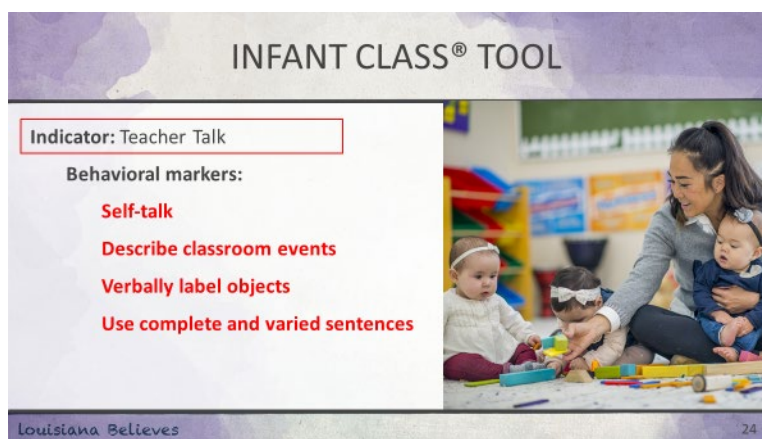 INFANT CLASS® TOOL
Indicator: Teacher Talk
Behavioral markers:
Self-talk
Describe classroom events
Verbally label objects
Use complete and varied sentences
Louisiana Believes
24